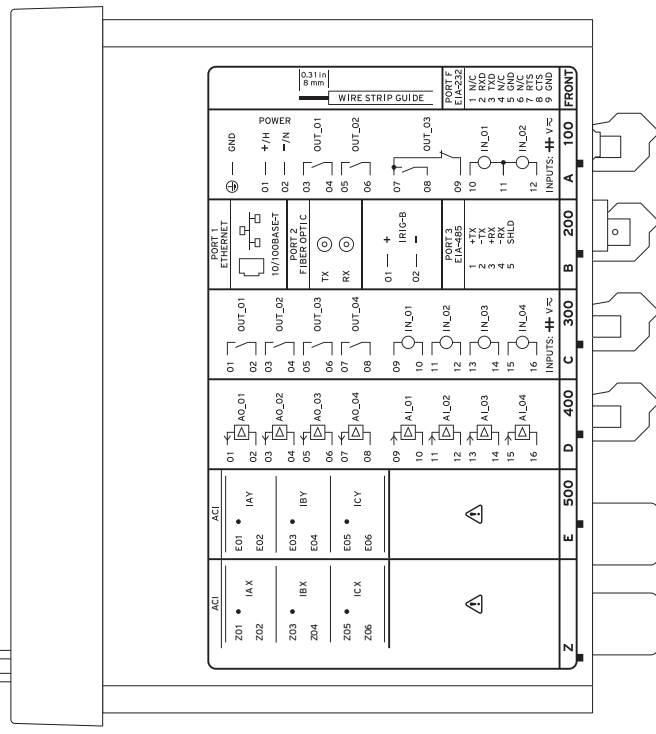 0.31 in
8 mm
WIRE STRIP GUIDE
PORT F
EIA-232
1 N/C
2 RXD
3 TXD
4 N/C
5 GND
6 N/C
7 RTS
8 CTS
9 GND
FRONT
GND
POWER
01 +/H
02 -/N
03
04
OUT_01
05
06
OUT_02
07
08
09
OUT_03
10
11
12
IN_01
IN_02
INPUTS: V
A 100
PORT 1
ETHERNET
10/100BASE-T
PORT 2
FIBER OPTIC
TX
RX
01 +
IRIG-B
02 -
PORT 3
EIA-485
1 +TX
2 -TX
3 +RX
4 -RX
5 SHLD
B 200
01
02
OUT_01
03
04
OUT_02
05
06
OUT_03
07
08
OUT_04
09
10
IN_01
11
12
IN_02
13
14
IN_03
15
16
IN_04
INPUTS: V
C 300
01
02
AO_01
03
04
AO_02
05
06
AO_03
07
08
AO_04
09
10
AI_01
11
12
AI_02
13
14
AI_03
15
16
AI_04
D 400
ACI
E01
E02
IAY
E03
E04
IBY
E05
E06
ICY
E 500
ACI
Z01
Z02
IAX
Z03
Z04
IBX
Z05
Z06
ICX
Z